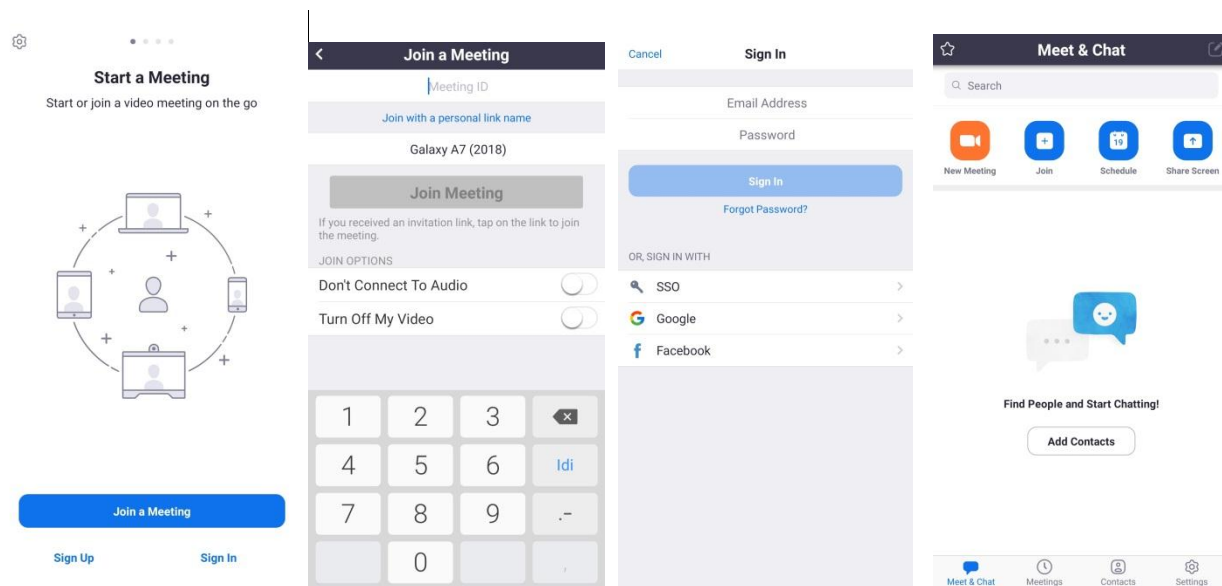 Start a Meeting
Start or join a video meeting on the go
Join a Meeting
Sign Up
Sign In
Join a Meeting
Meeting ID
Join with a personal link name
Galaxy A7 (2018)
Join Meeting
If you received an invitation link, tap on the link to join
the meeting.
JOIN OPTIONS
Don't Connect To Audio
Turn Off My Video
1 2 3
4 5 6 Idi
7 8 9 .-
0 ,
Cancel Sign In
Email Address
Password
Sign In
Forgot Password?
OR, SIGN IN WITH
SSO
Google
Facebook
Meet & Chat
Search
19
New Meeting Join Schedule Share Screen
Find People and Start Chatting!
Add Contacts
Meet & Chat Meetings Contacts Settings